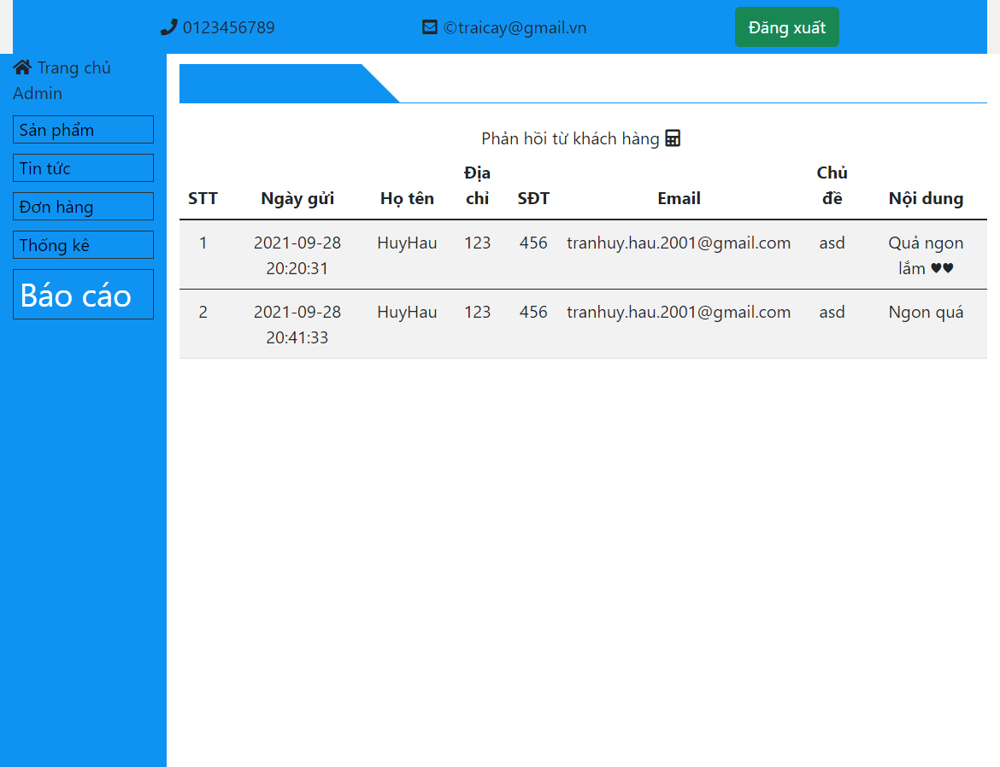 0123456789 ©traicay@gmail.vn Đăng xuất
Trang chủ
Admin
Sản phẩm
Tin tức
Đơn hàng
Thống kê
Báo cáo
Phản hồi từ khách hàng
STT Ngày gửi Họ tên Địa chỉ SĐT Email Chủ đề Nội dung
1 2021-09-28 20:20:31 HuyHau 123 456 tranhuy.hau.2001@gmail.com asd Quả ngon lắm ♥♥
2 2021-09-28 20:41:33 HuyHau 123 456 tranhuy.hau.2001@gmail.com asd Ngon quá